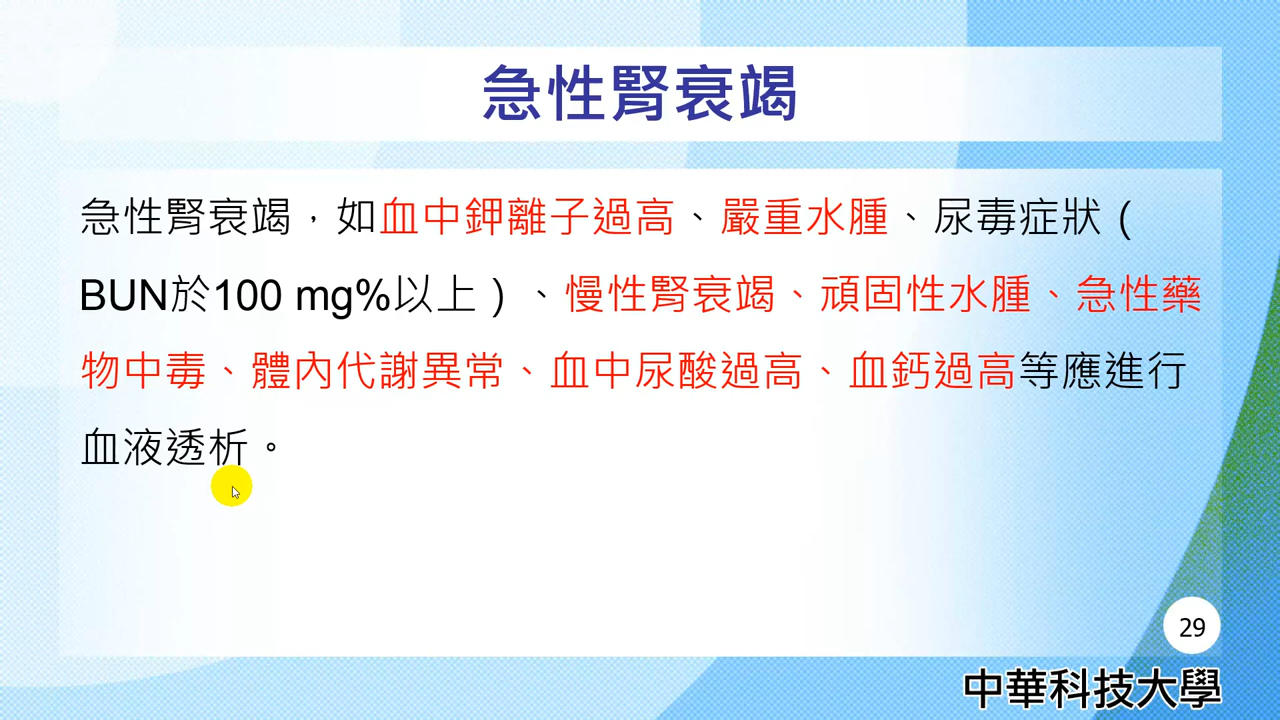 急性腎衰竭
急性腎衰竭，如血中鉀離子過高、嚴重水腫、尿毒症狀（
BUN於100 mg%以上）、慢性腎衰竭、頑固性水腫、急性藥
物中毒、體內代謝異常、血中尿酸過高、血鈣過高等應進行
血液透析。
29
中華科技大學